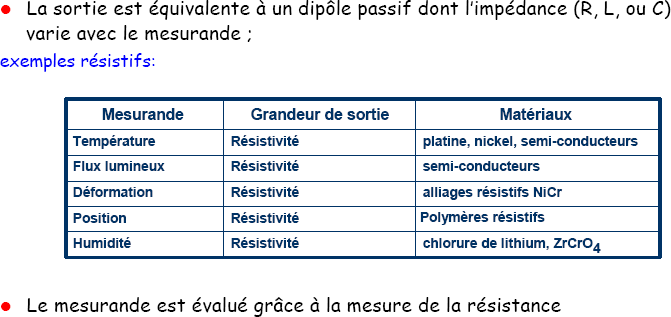 ● La sortie est équivalente à un dipôle passif dont l'impédance (R, L, ou C)
varie avec le mesurande ;
exemples résistifs:
Mesurande Grandeur de sortie Matériaux
Température Résistivité platine, nickel, semi-conducteurs
Flux lumineux Résistivité semi-conducteurs
Déformation Résistivité alliages résistifs NiCr
Position Résistivité Polymères résistifs
Humidité Résistivité chlorure de lithium, ZrCrO4
● Le mesurande est évalué grâce à la mesure de la résistance